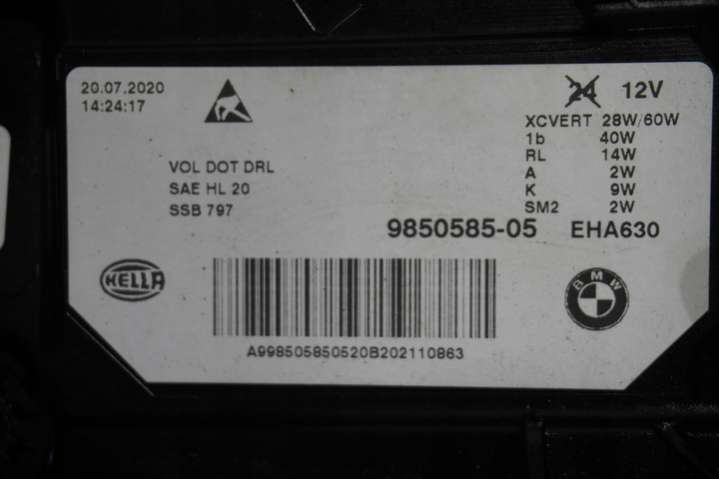 20.07.2020
14:24:17
24 12V
XCVERT 28W/60W
1b 40W
RL 14W
A 2W
K 9W
SM2 2W
VOL DOT DRL
SAE HL 20
SSB 797
9850585-05 EHA630
HELLA
BMW
A998505850520B202110863